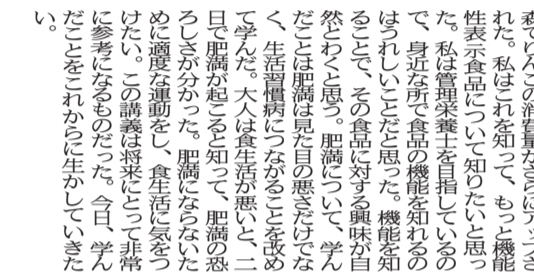 でりんごの消費量がさらにアップさ
れた。私はこれを知って、もっと機能
性表示食品について知りたいと思っ
た。私は管理栄養士を目指しているの
で、身近な所で食品の機能を知れるの
はうれしいことだと思った。機能を知
ることで、その食品に対する興味が自
然とわくと思う。肥満について、学ん
だことは肥満は見た目の悪さだけでな
く、生活習慣病につながることを改め
て学んだ。大人は食生活が悪いと、二
日で肥満が起こると知って、肥満の恐
ろしさが分かった。肥満にならないた
めに適度な運動をし、食生活に気をつ
けたい。この講義は将来にとって非常
に参考になるものだった。今日、学ん
だことをこれからに生かしていきた
い。